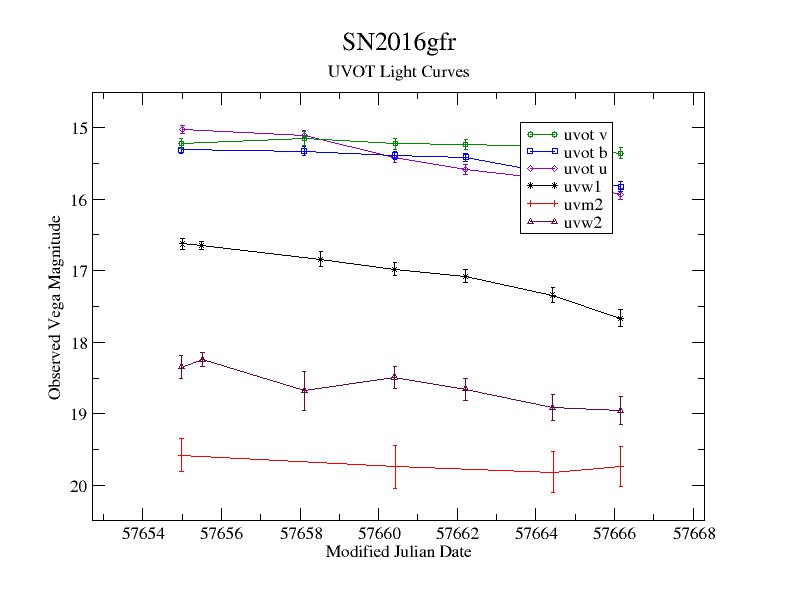 SN2016gfr
UVOT Light Curves
15
16
17
18
19
20
Observed Vega Magnitude
uvot v
uvot b
uvot u
uvw1
uvm2
uvw2
57654 57656 57658 57660 57662 57664 57666 57668
Modified Julian Date